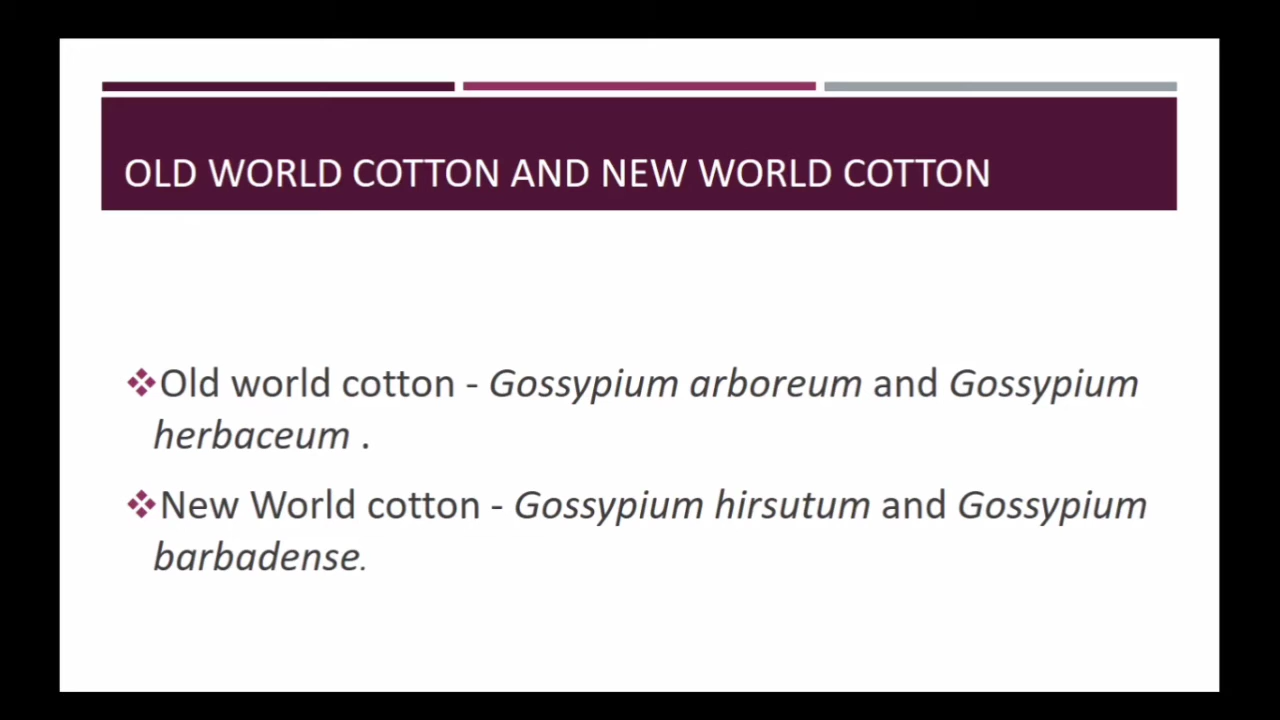 OLD WORLD COTTON AND NEW WORLD COTTON
❖Old world cotton - Gossypium arboreum and Gossypium
herbaceum .
❖New World cotton - Gossypium hirsutum and Gossypium
barbadense.